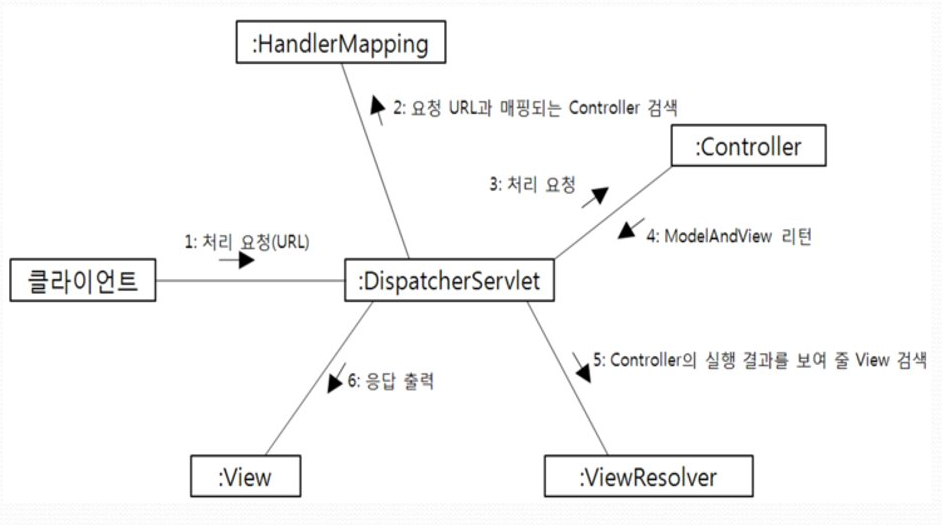 :HandlerMapping
2: 요청 URL과 매핑되는 Controller 검색
:Controller
3: 처리 요청
4: ModelAndView 리턴
1: 처리 요청(URL)
클라이언트
:DispatcherServlet
5: Controller의 실행 결과를 보여 줄 View 검색
6: 응답 출력
:View
:ViewResolver